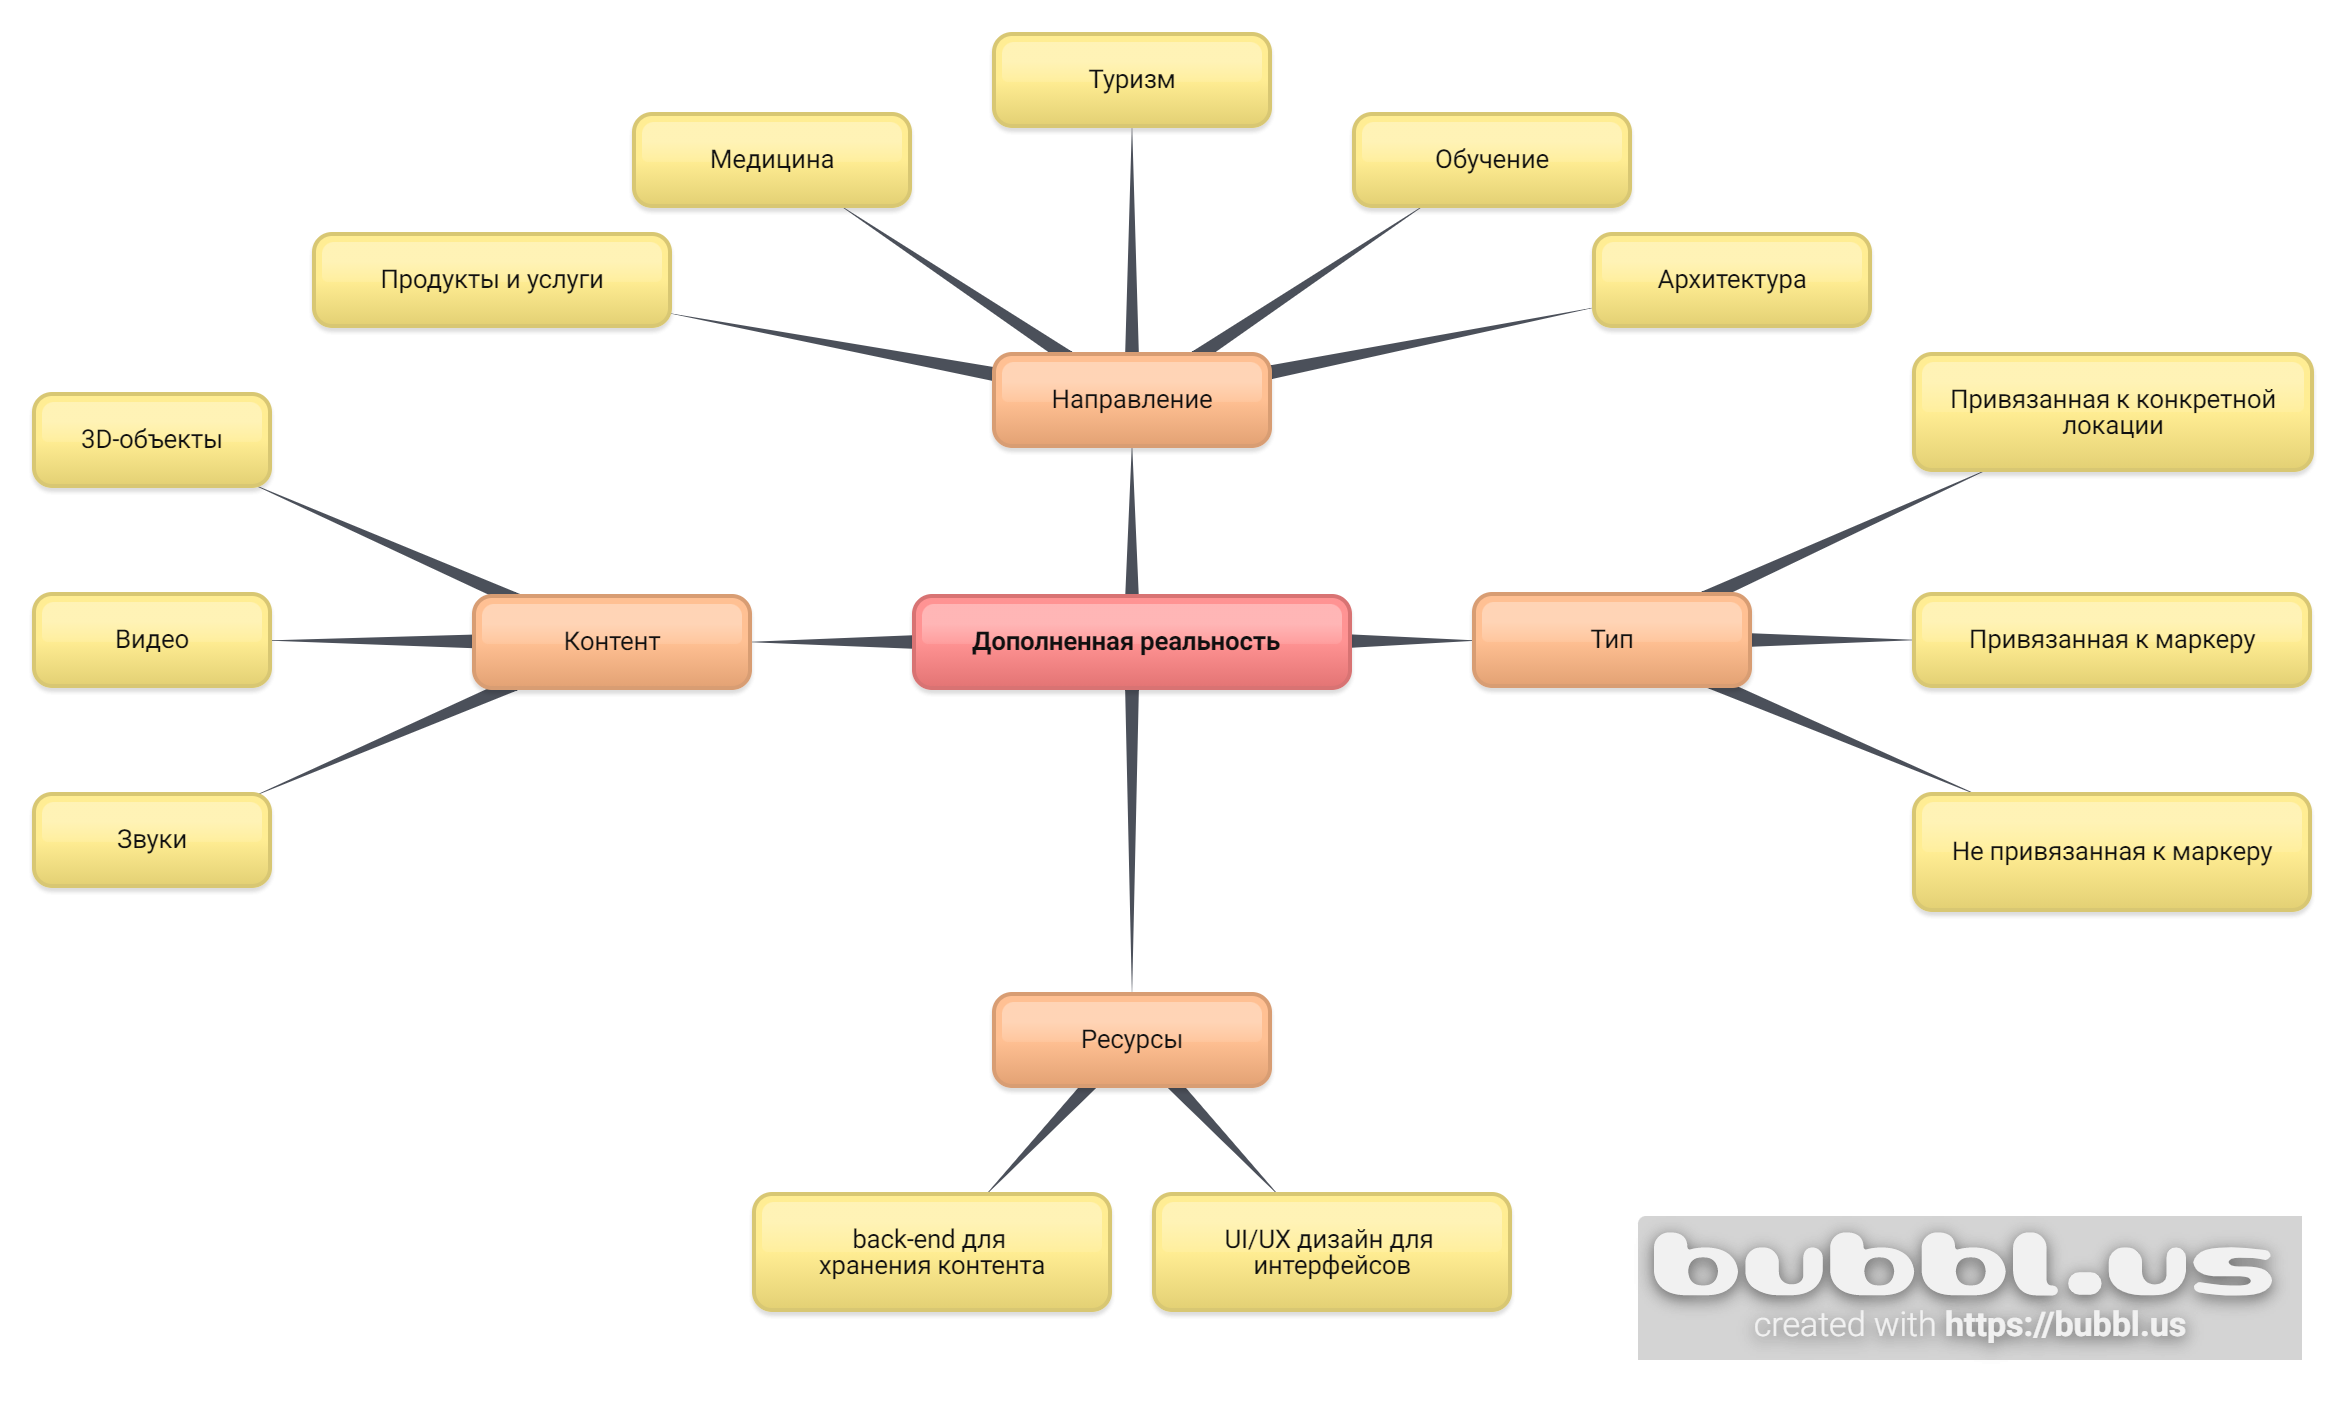 Туризм
Медицина
Обучение
Продукты и услуги
Архитектура
Направление
3D-объекты
Привязанная к конкретной
локации
Видео
Контент
Дополненная реальность
Тип
Привязанная к маркеру
Звуки
Не привязанная к маркеру
Ресурсы
back-end для
хранения контента
UI/UX дизайн для
интерфейсов
bubbl.us
created with https://bubbl.us